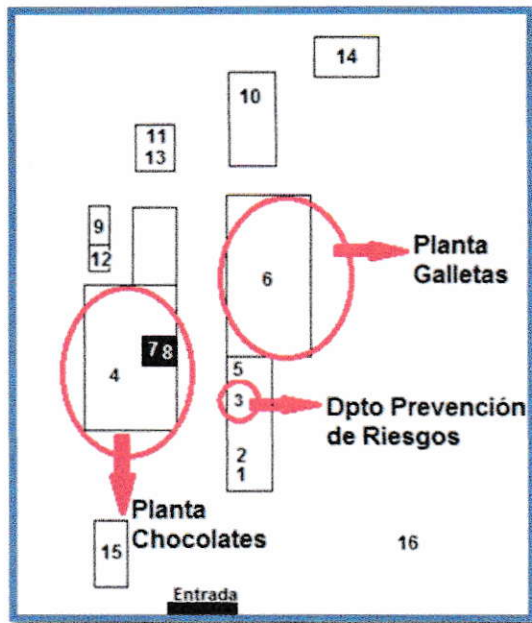 14
10
11
13
9
12
6
Planta
Galletas
7 8
4
5
3
Dpto Prevención
de Riesgos
2
1
Planta
Chocolates
15
16
Entrada